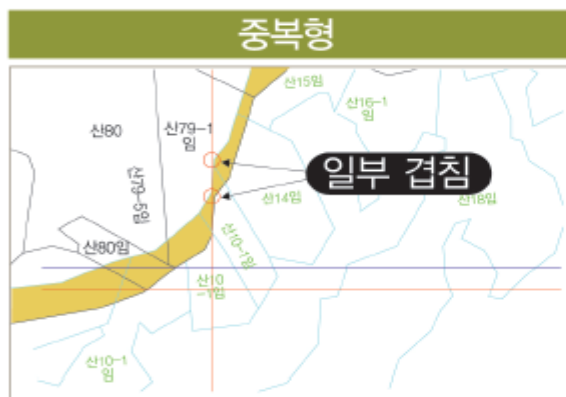 중복형
산15임
산16-1
임
산80
산79-1
임
일부 겹침
산79-5임
산14임
산18임
산80임
산10-1임
산10
-1임
산10-1
임